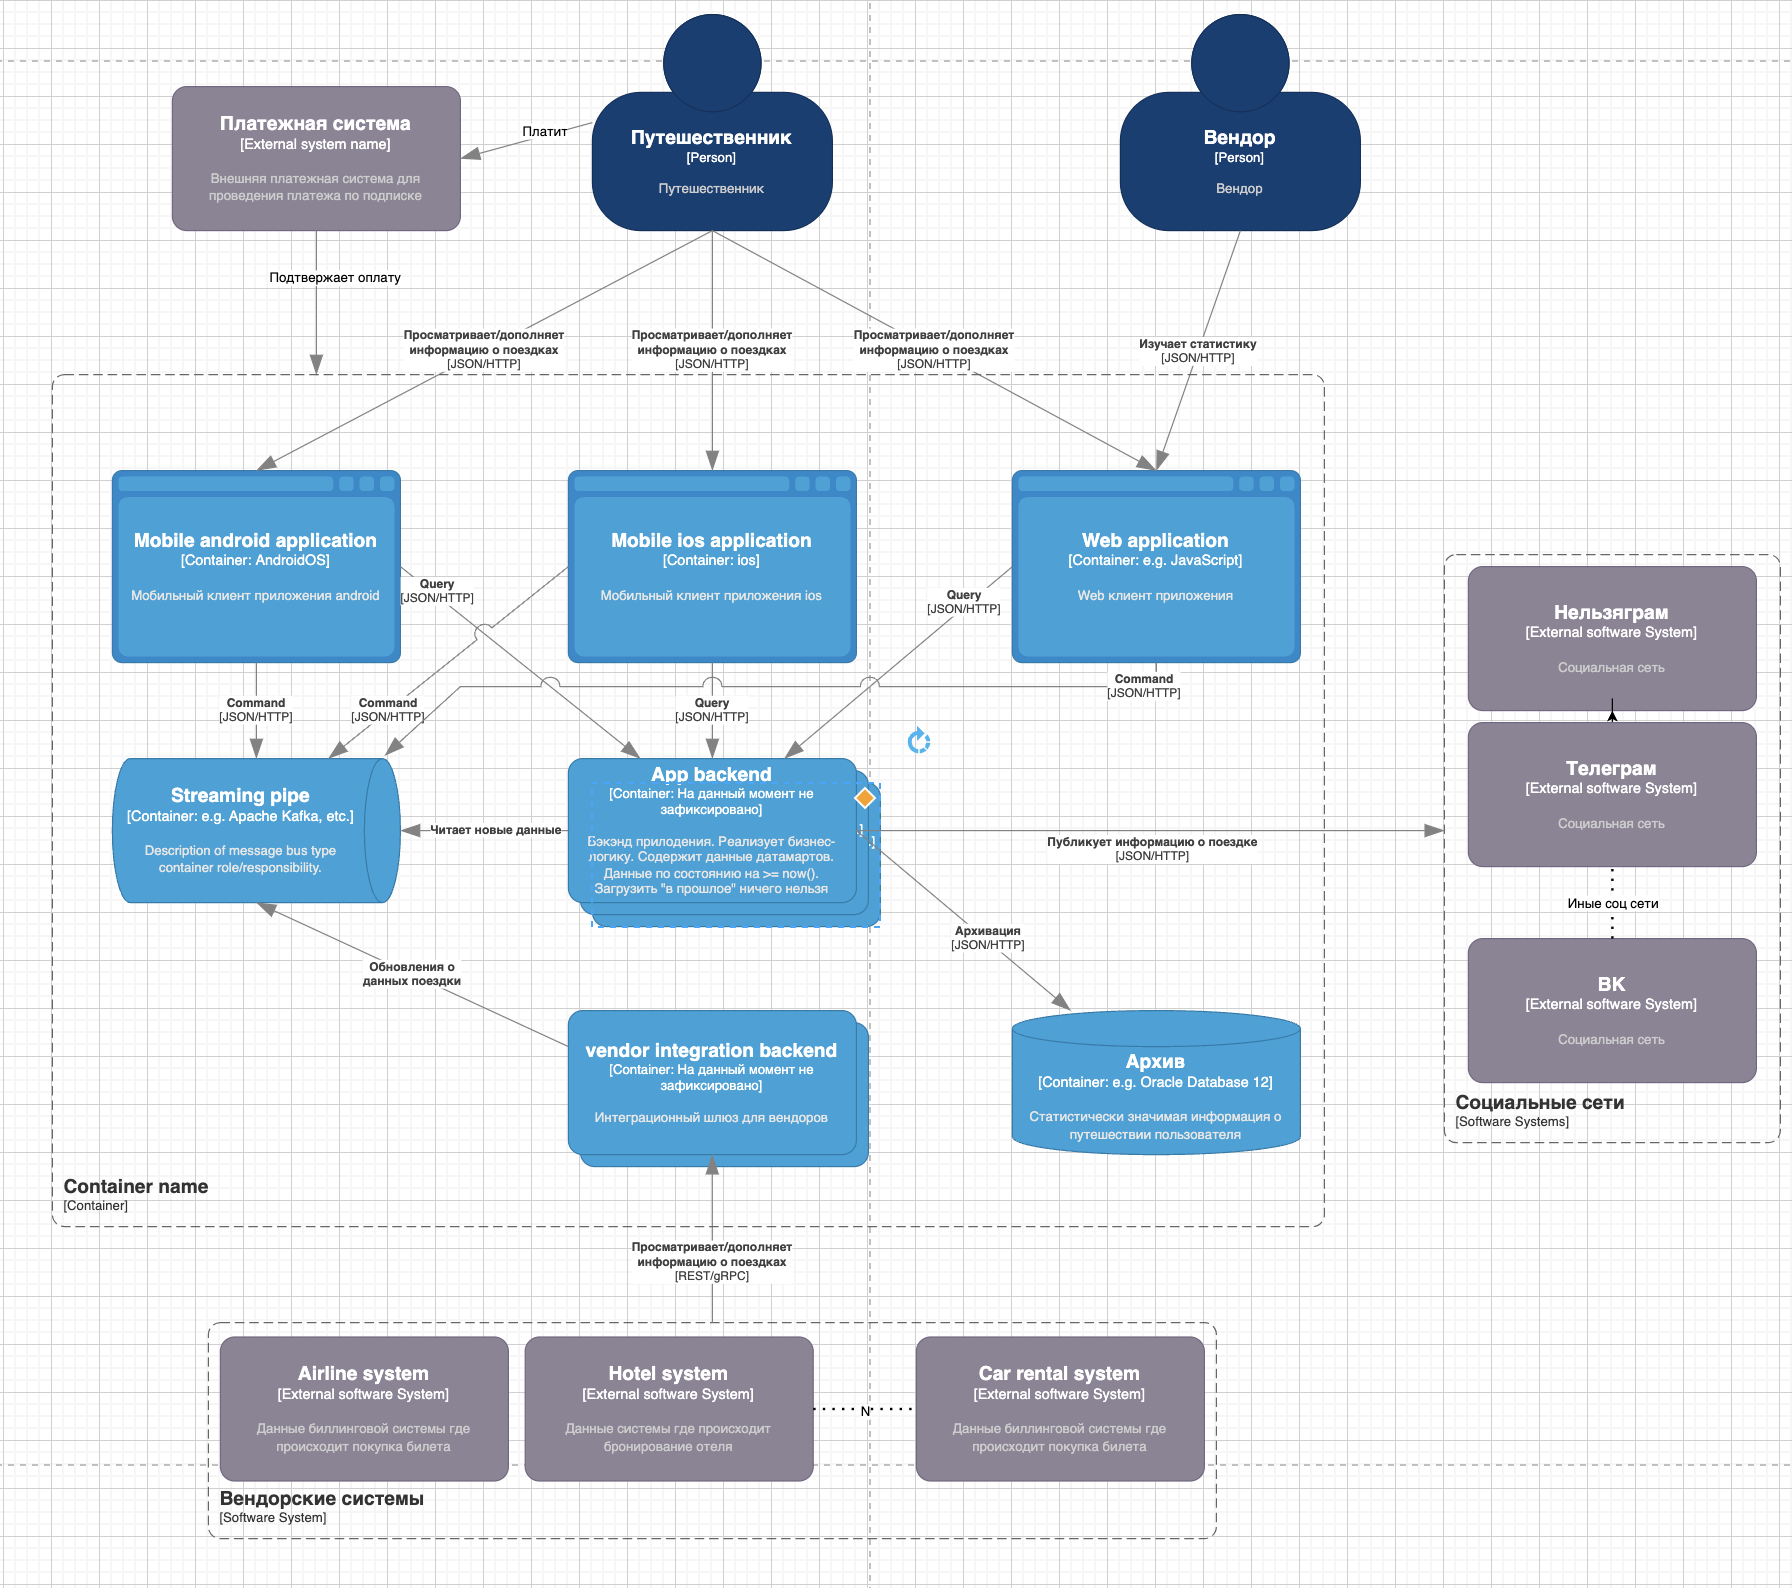 Платежная система
[External system name]
Внешняя платежная система для
проведения платежа по подписке
Платит
Путешественник
[Person]
Путешественник
Вендор
[Person]
Вендор
Подтвержает оплату
Просматривает/дополняет
информацию о поездках
[JSON/HTTP]
Просматривает/дополняет
информацию о поездках
[JSON/HTTP]
Просматривает/дополняет
информацию о поездках
[JSON/HTTP]
Изучает статистику
[JSON/HTTP]
Mobile android application
[Container: AndroidOS]
Мобильный клиент приложения android
Mobile ios application
[Container: ios]
Мобильный клиент приложения ios
Web application
[Container: e.g. JavaScript]
Web клиент приложения
Query
[JSON/HTTP]
Query
[JSON/HTTP]
Command
[JSON/HTTP]
Command
[JSON/HTTP]
Query
[JSON/HTTP]
Command
[JSON/HTTP]
Streaming pipe
[Container: e.g. Apache Kafka, etc.]
Description of message bus type
container role/responsibility.
Читает новые данные
App backend
[Container: На данный момент не
зафиксировано]
Бэкэнд прилодения. Реализует бизнес-
логику. Содержит данные датамартов.
Данные по состоянию на >= now().
Загрузить "в прошлое" ничего нельзя
]
.]
Публикует информацию о поездке
[JSON/HTTP]
Архивация
[JSON/HTTP]
Обновления о
данных поездки
vendor integration backend
[Container: На данный момент не
зафиксировано]
Интеграционный шлюз для вендоров
Архив
[Container: e.g. Oracle Database 12]
Статистически значимая информация о
путешествии пользователя
Container name
[Container]
Нельзяграм
[External software System]
Социальная сеть
Телеграм
[External software System]
Социальная сеть
Иные соц сети
ВК
[External software System]
Социальная сеть
Социальные сети
[Software Systems]
Просматривает/дополняет
информацию о поездках
[REST/gRPC]
Airline system
[External software System]
Данные биллинговой системы где
происходит покупка билета
Hotel system
[External software System]
Данные системы где происходит
бронирование отеля
N
Car rental system
[External software System]
Данные биллинговой системы где
происходит покупка билета
Вендорские системы
[Software System]